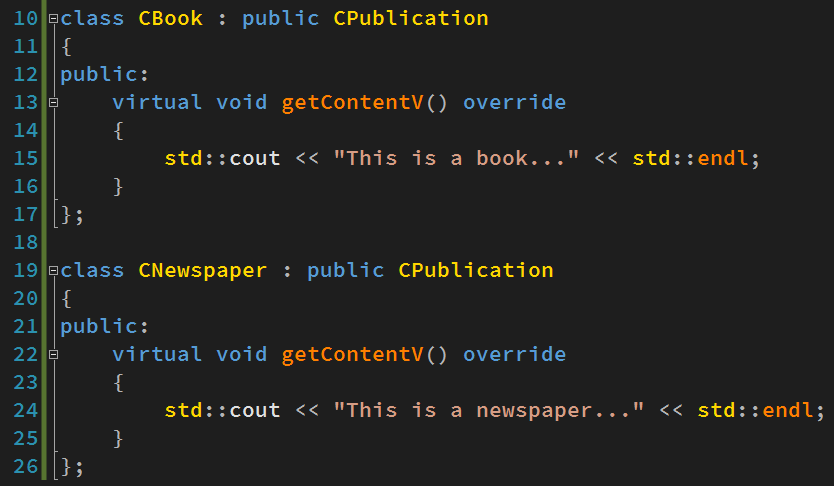 10 class CBook : public CPublication
11 {
12 public:
13     virtual void getContentV() override
14     {
15         std::cout << "This is a book..." << std::endl;
16     }
17 };
18
19 class CNewspaper : public CPublication
20 {
21 public:
22     virtual void getContentV() override
23     {
24         std::cout << "This is a newspaper..." << std::endl;
25     }
26 };